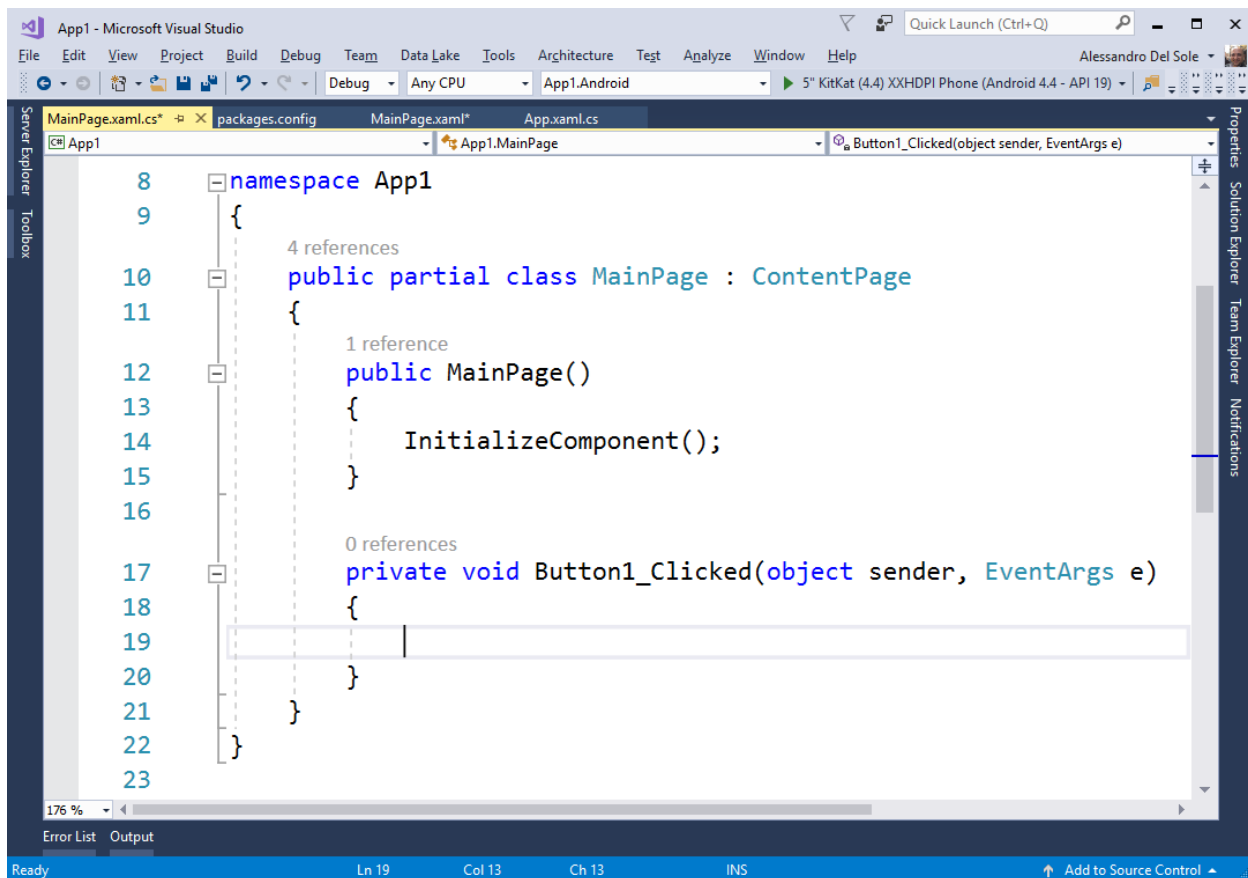 App1 - Microsoft Visual Studio
Quick Launch (Ctrl+Q)
File Edit View Project Build Debug Team Data Lake Tools Architecture Test Analyze Window Help Alessandro Del Sole
Debug Any CPU App1.Android 5" KitKat (4.4) XXHDPI Phone (Android 4.4 - API 19)
Server Explorer
Toolbox
MainPage.xaml.cs* packages.config MainPage.xaml* App.xaml.cs
C# App1 App1.MainPage Button1_Clicked(object sender, EventArgs e)
8 namespace App1
9 {
4 references
10 public partial class MainPage : ContentPage
11 {
1 reference
12 public MainPage()
13 {
14 InitializeComponent();
15 }
16
0 references
17 private void Button1_Clicked(object sender, EventArgs e)
18 {
19
20 }
21 }
22 }
23
176 %
Properties
Solution Explorer
Team Explorer
Notifications
Error List Output
Ready Ln 19 Col 13 Ch 13 INS Add to Source Control